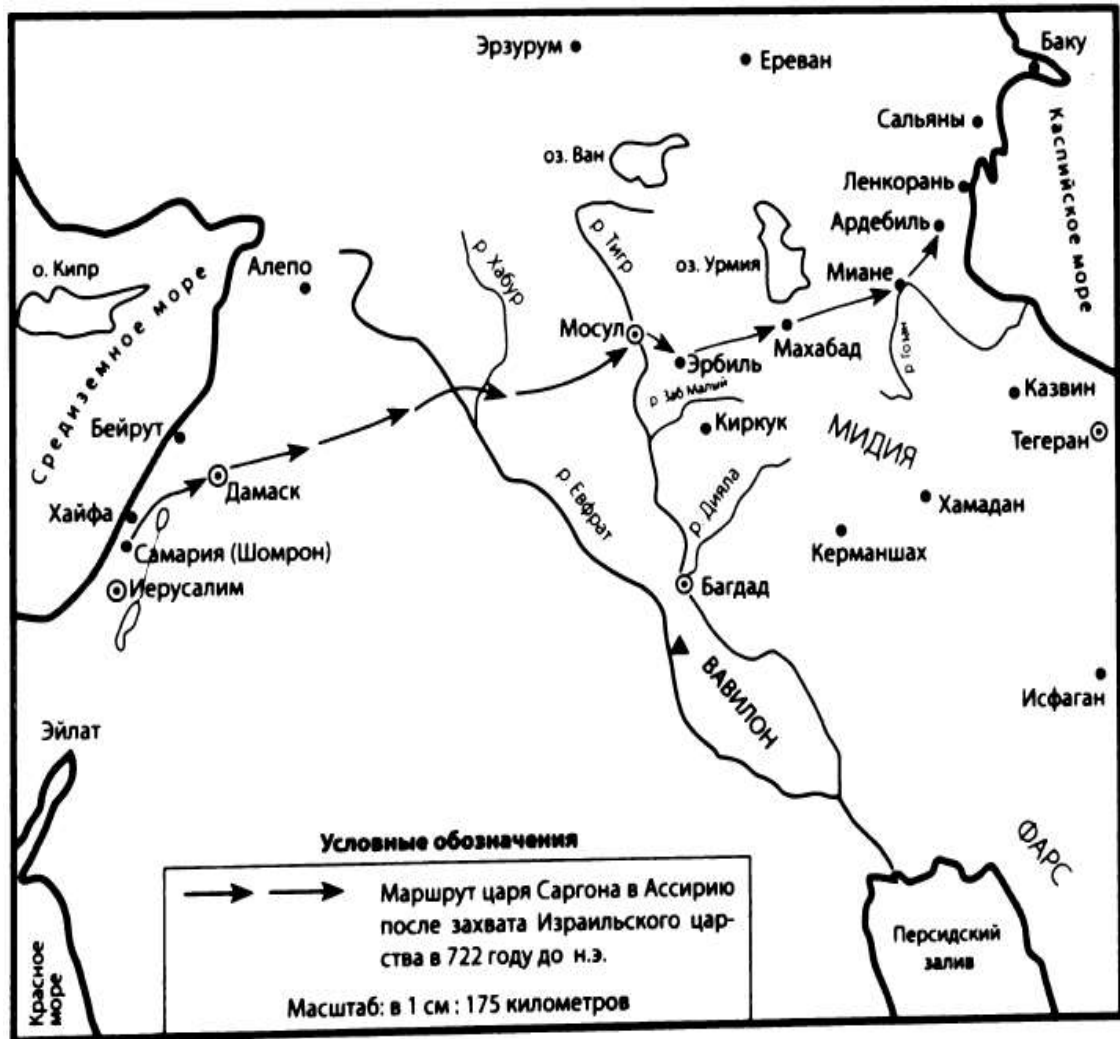 Эрзурум
Ереван
Баку
Сальяны
оз. Ван
Каспийское море
Ленкорань
р. Тигр
Ардебиль
р. Хабур
о. Кипр
Алепо
оз. Урмия
Миане
Средиземное море
Мосул
Махабад
Эрбиль
р. Заб Малый
Казвин
Бейрут
Киркук
МИДИЯ
Тегеран
Дамаск
р. Евфрат
р. Дияла
Хамадан
Хайфа
Самария (Шомрон)
Керманшах
Иерусалим
Багдад
ВАВИЛОН
Исфаган
Эйлат
ФАРС
Условные обозначения
Маршрут царя Саргона в Ассирию
после захвата Израильского цар-
ства в 722 году до н.э.
Масштаб: в 1 см : 175 километров
Персидский
залив
Красное
море